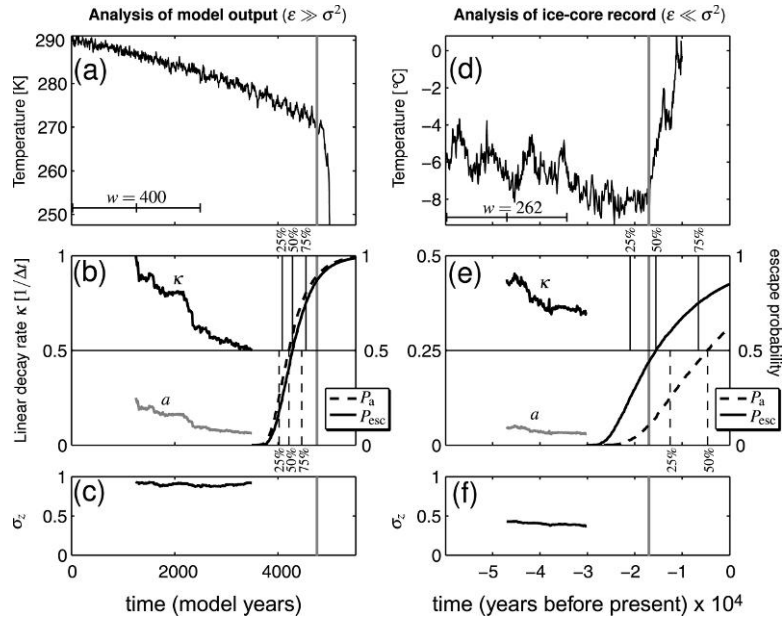 Analysis of model output (ε ≫ σ²)
Analysis of ice-core record (ε ≪ σ²)
290
280
270
260
250
Temperature [K]
(a)
w = 400
0
−2
−4
−6
−8
Temperature [°C]
(d)
w = 262
25%
50%
75%
25%
50%
75%
1
0.5
0
Linear decay rate κ [1/Δt]
(b)
κ
a
1
0.5
0
Pa
Pesc
0.5
0.25
0
(e)
κ
a
1
0.5
0
escape probability
Pa
Pesc
25%
50%
75%
25%
50%
1
0.5
0
σz
(c)
1
0.5
0
σz
(f)
0
2000
4000
time (model years)
−5
−4
−3
−2
−1
0
time (years before present) x 10⁴